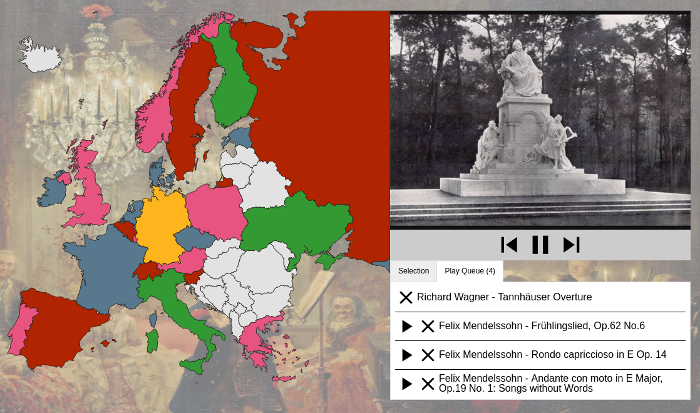 Selection
Play Queue (4)
Richard Wagner - Tannhäuser Overture
Felix Mendelssohn - Frühlingslied, Op.62 No.6
Felix Mendelssohn - Rondo capriccioso in E Op. 14
Felix Mendelssohn - Andante con moto in E Major,
Op.19 No. 1: Songs without Words